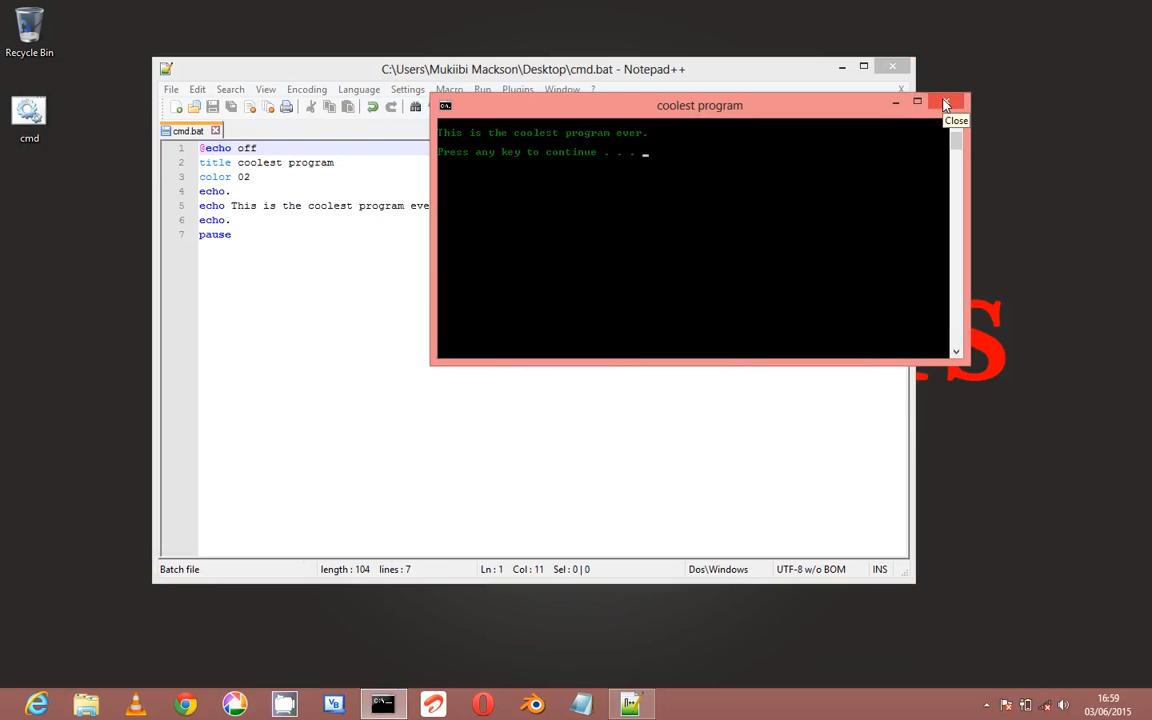 Recycle Bin
cmd
C:\Users\Mukiibi Mackson\Desktop\cmd.bat - Notepad++
File Edit Search View Encoding Language Settings Macro Run Plugins Window ?
X
coolest program
Close
cmd.bat
1 @echo off
2 title coolest program
3 color 02
4 echo.
5 echo This is the coolest program eve
6 echo.
7 pause
This is the coolest program ever.
Press any key to continue . . . _
S
Batch file length : 104 lines : 7 Ln : 1 Col : 11 Sel : 0 | 0 Dos\Windows UTF-8 w/o BOM INS
16:59
03/06/2015